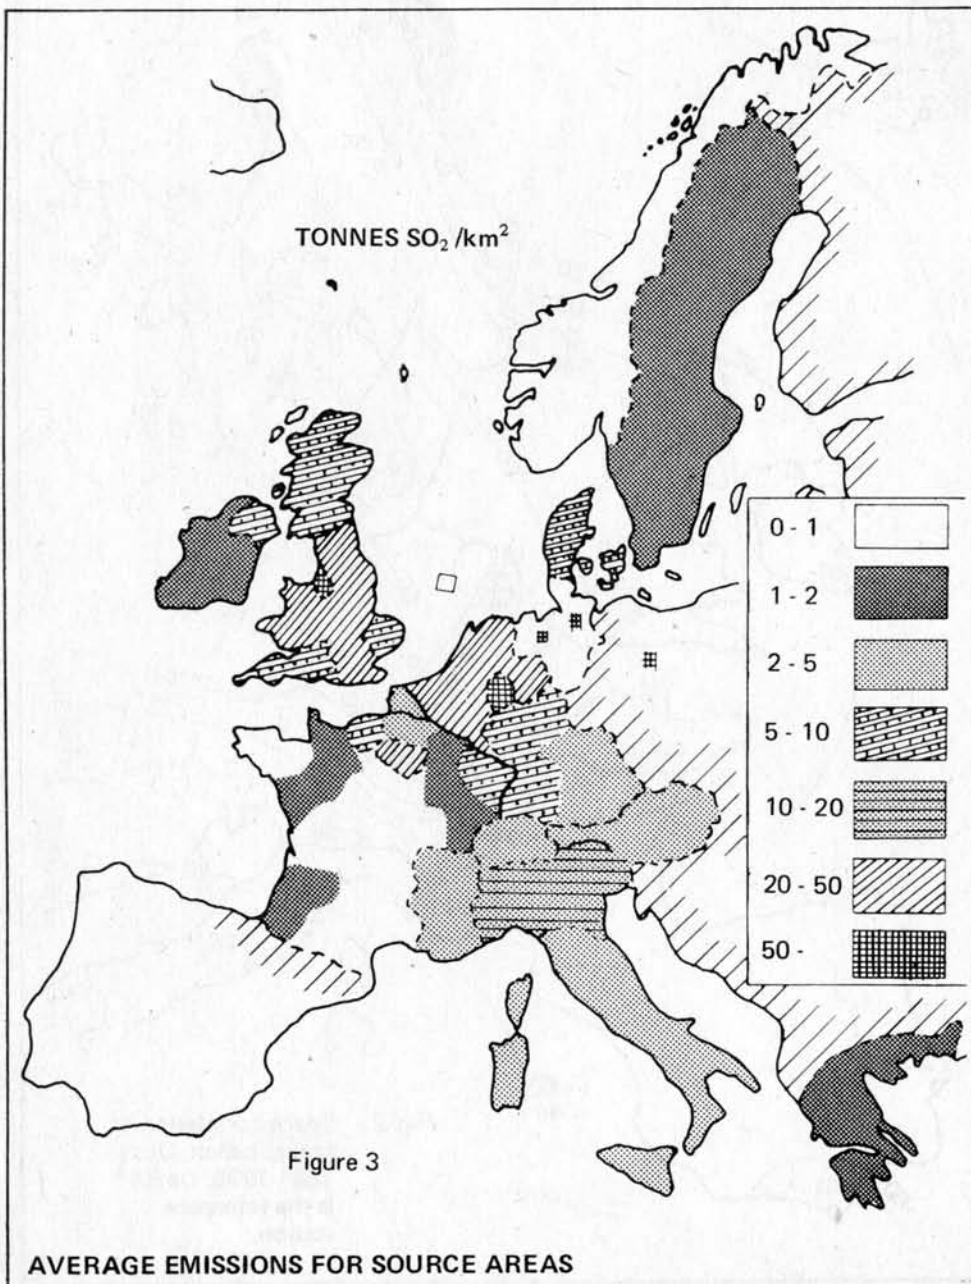 TONNES SO₂/km²
0 - 1
1 - 2
2 - 5
5 - 10
10 - 20
20 - 50
50 -
Figure 3
AVERAGE EMISSIONS FOR SOURCE AREAS